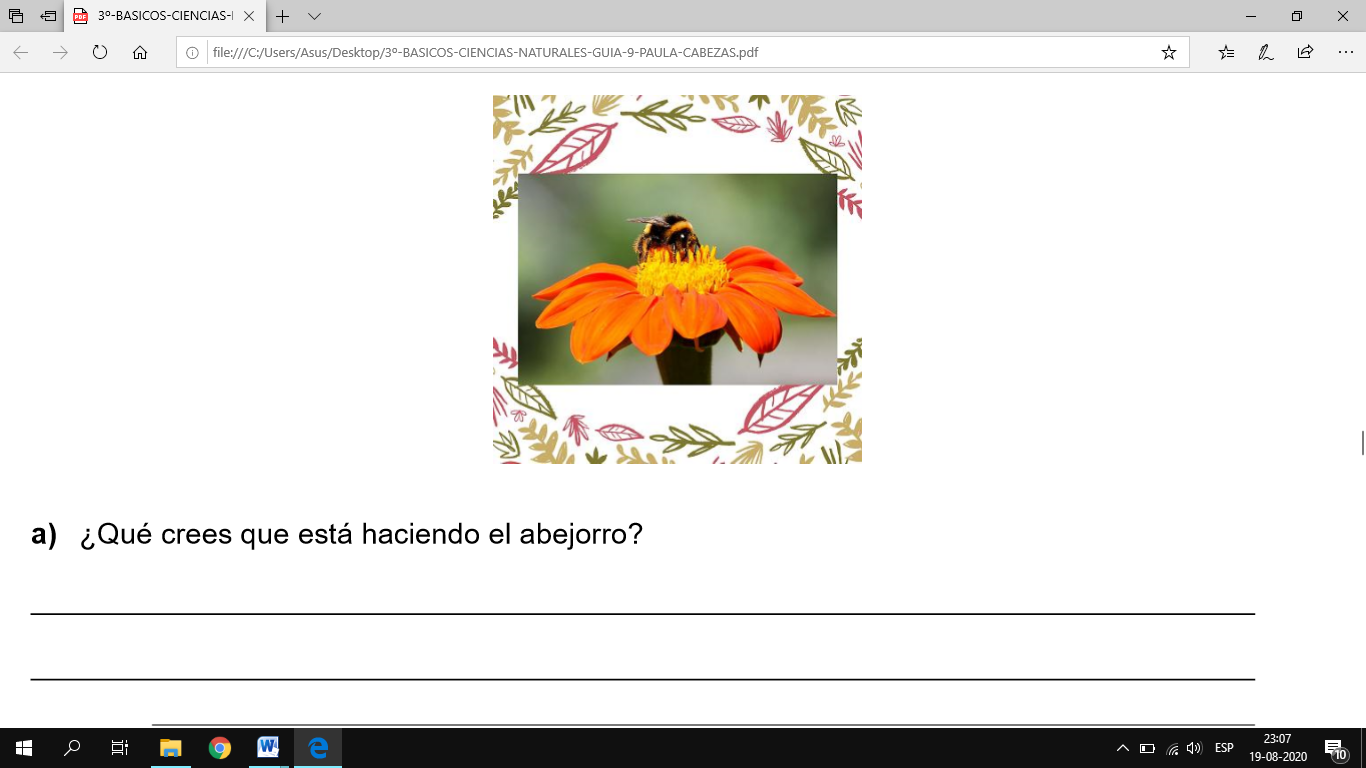 3º-BASICOS-CIENCIAS-I
file:///C:/Users/Asus/Desktop/3º-BASICOS-CIENCIAS-NATURALES-GUIA-9-PAULA-CABEZAS.pdf
a) ¿Qué crees que está haciendo el abejorro?
ESP
23:07
19-08-2020
10